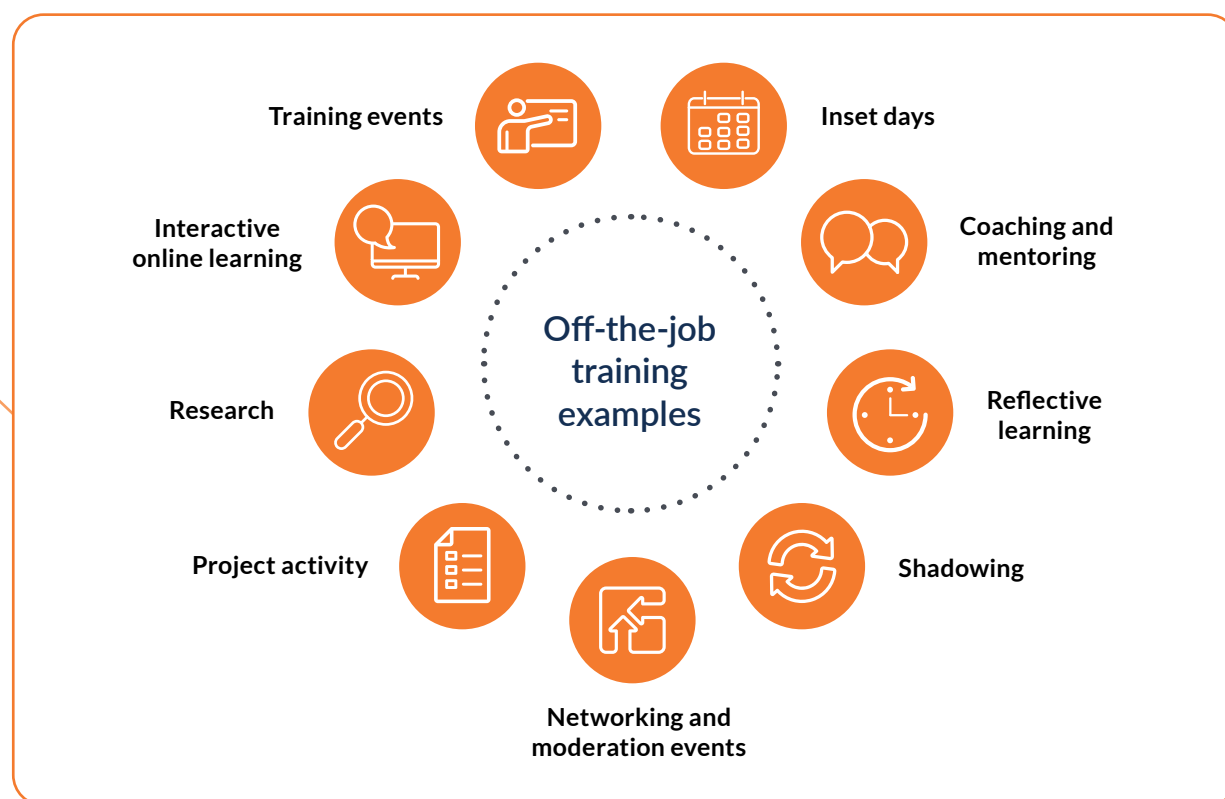 Off-the-job
training
examples
Training events
Inset days
Coaching and
mentoring
Reflective
learning
Shadowing
Networking and
moderation events
Project activity
Research
Interactive
online learning